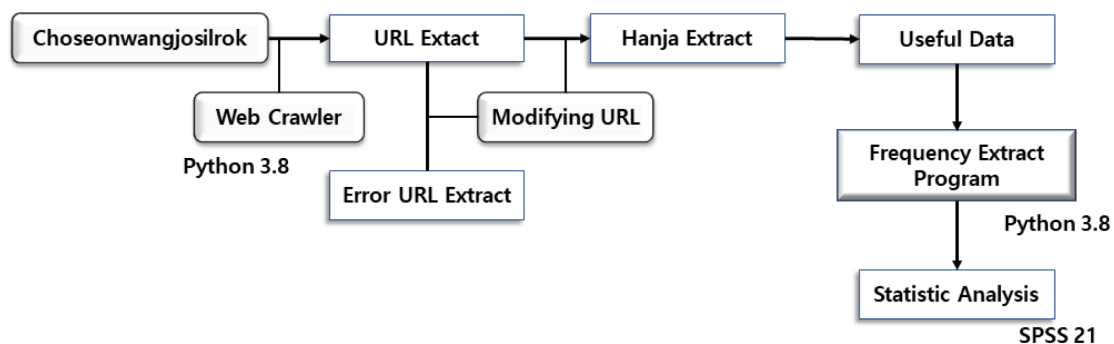 Choseonwangjosilrok
URL Extact
Hanja Extract
Useful Data
Web Crawler
Modifying URL
Python 3.8
Error URL Extract
Frequency Extract
Program
Python 3.8
Statistic Analysis
SPSS 21